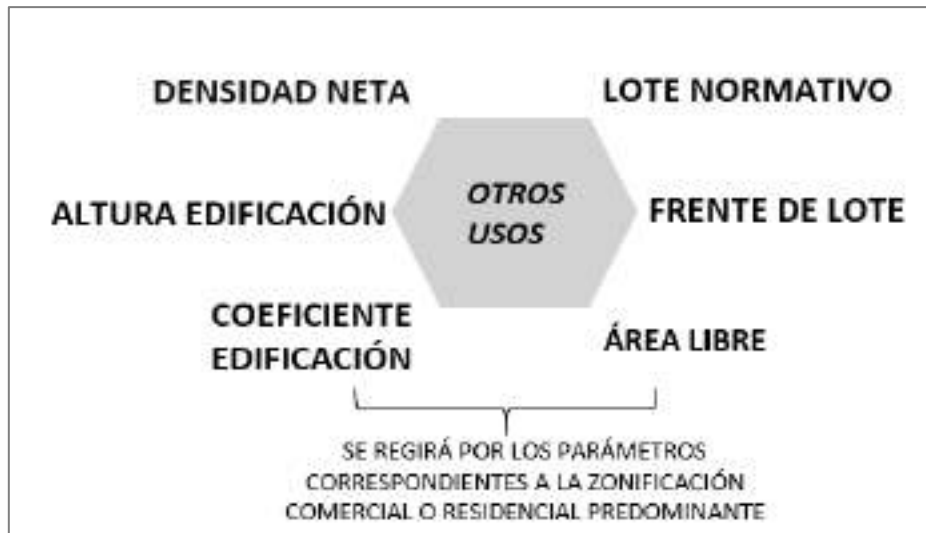 DENSIDAD NETA
LOTE NORMATIVO
ALTURA EDIFICACIÓN
OTROS
USOS
FRENTE DE LOTE
COEFICIENTE
EDIFICACIÓN
ÁREA LIBRE
SE REGIRÁ POR LOS PARÁMETROS
CORRESPONDIENTES A LA ZONIFICACIÓN
COMERCIAL O RESIDENCIAL PREDOMINANTE